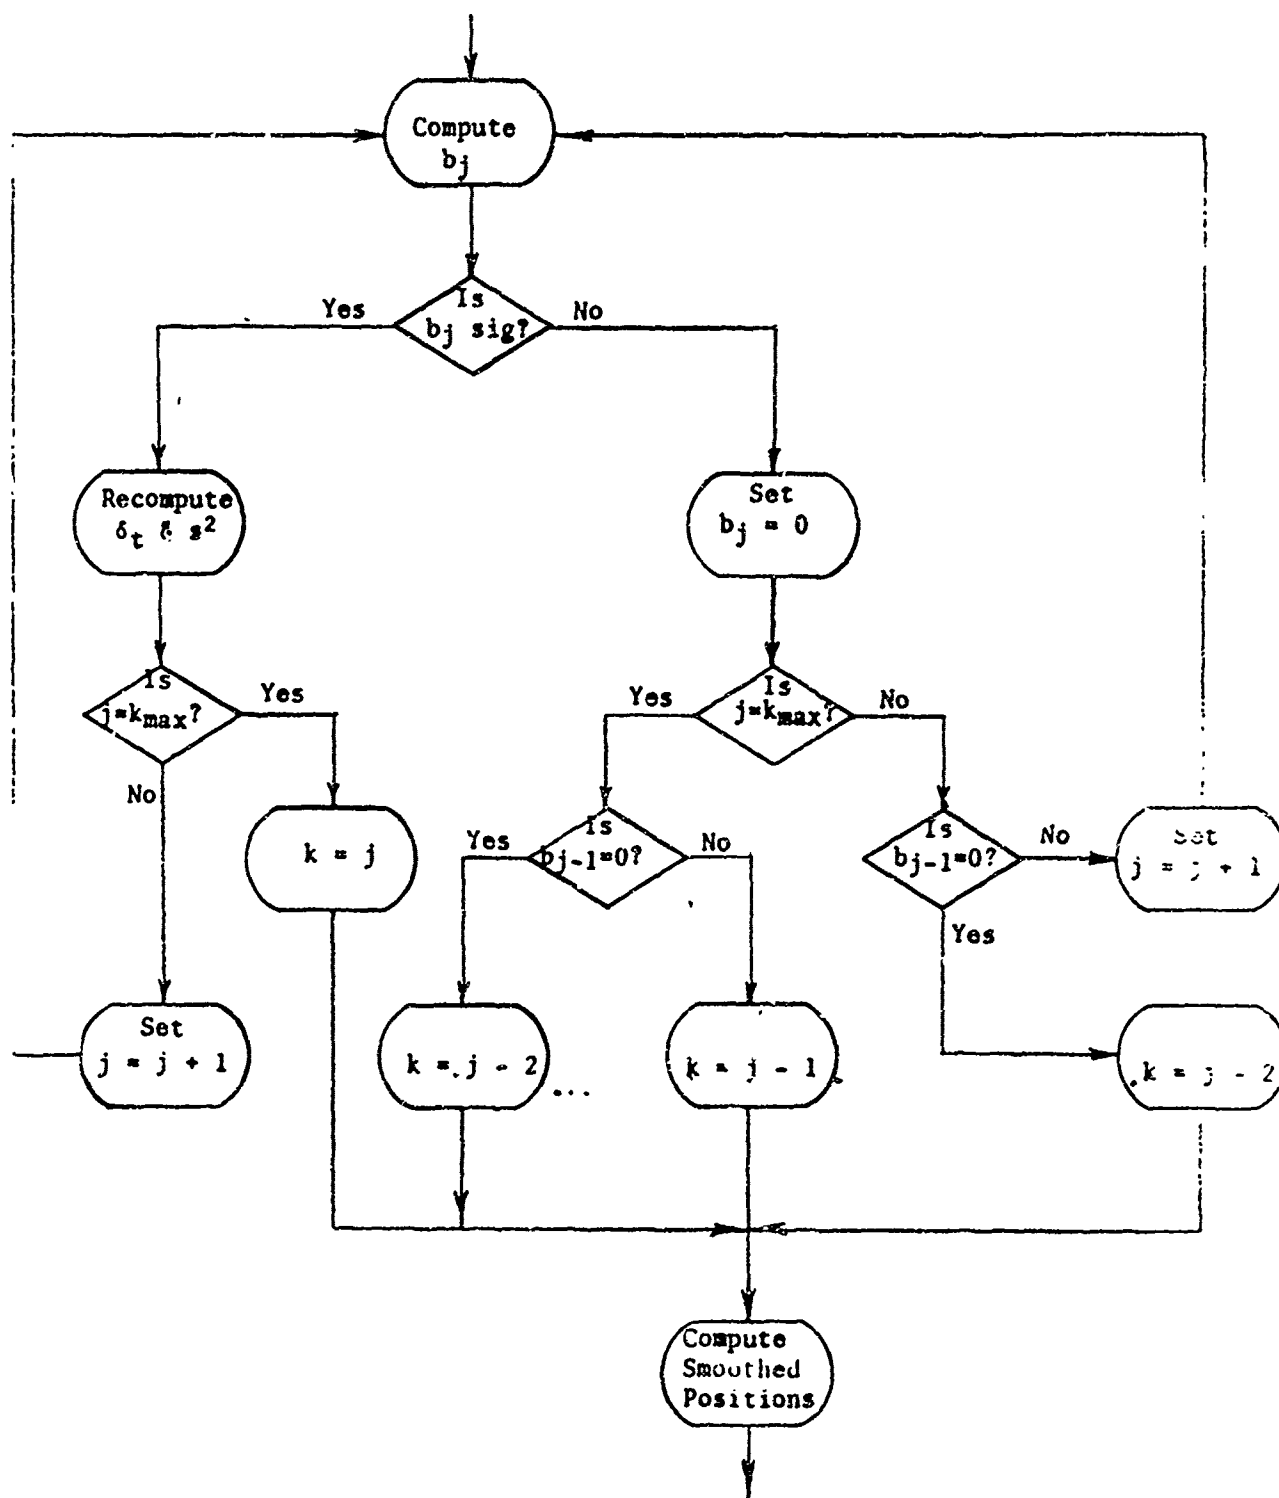 Compute
bj
Is
bj sig?
Yes
No
Recompute
δt & s²
Set
bj = 0
Is
j=kmax?
Yes
No
Is
j=kmax?
Yes
No
k = j
Is
bj-1=0?
Yes
No
Is
bj-1=0?
No
Yes
Set
j = j + 1
Set
j = j + 1
k = j - 2
k = j - 1
k = j - 2
Compute
Smoothed
Positions